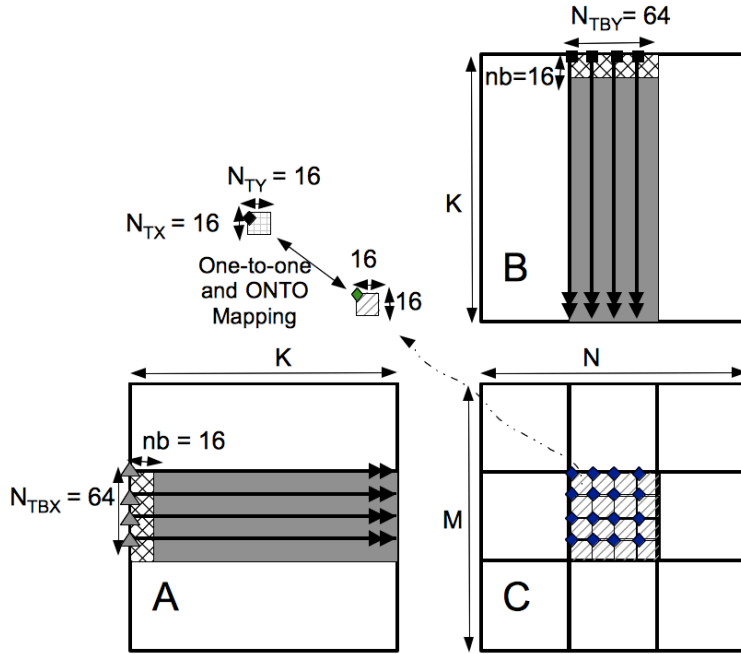 N_TBY = 64
nb=16
K
B
N_TY = 16
N_TX = 16
One-to-one
and ONTO
Mapping
16
16
K
N
nb = 16
N_TBX = 64
M
A
C